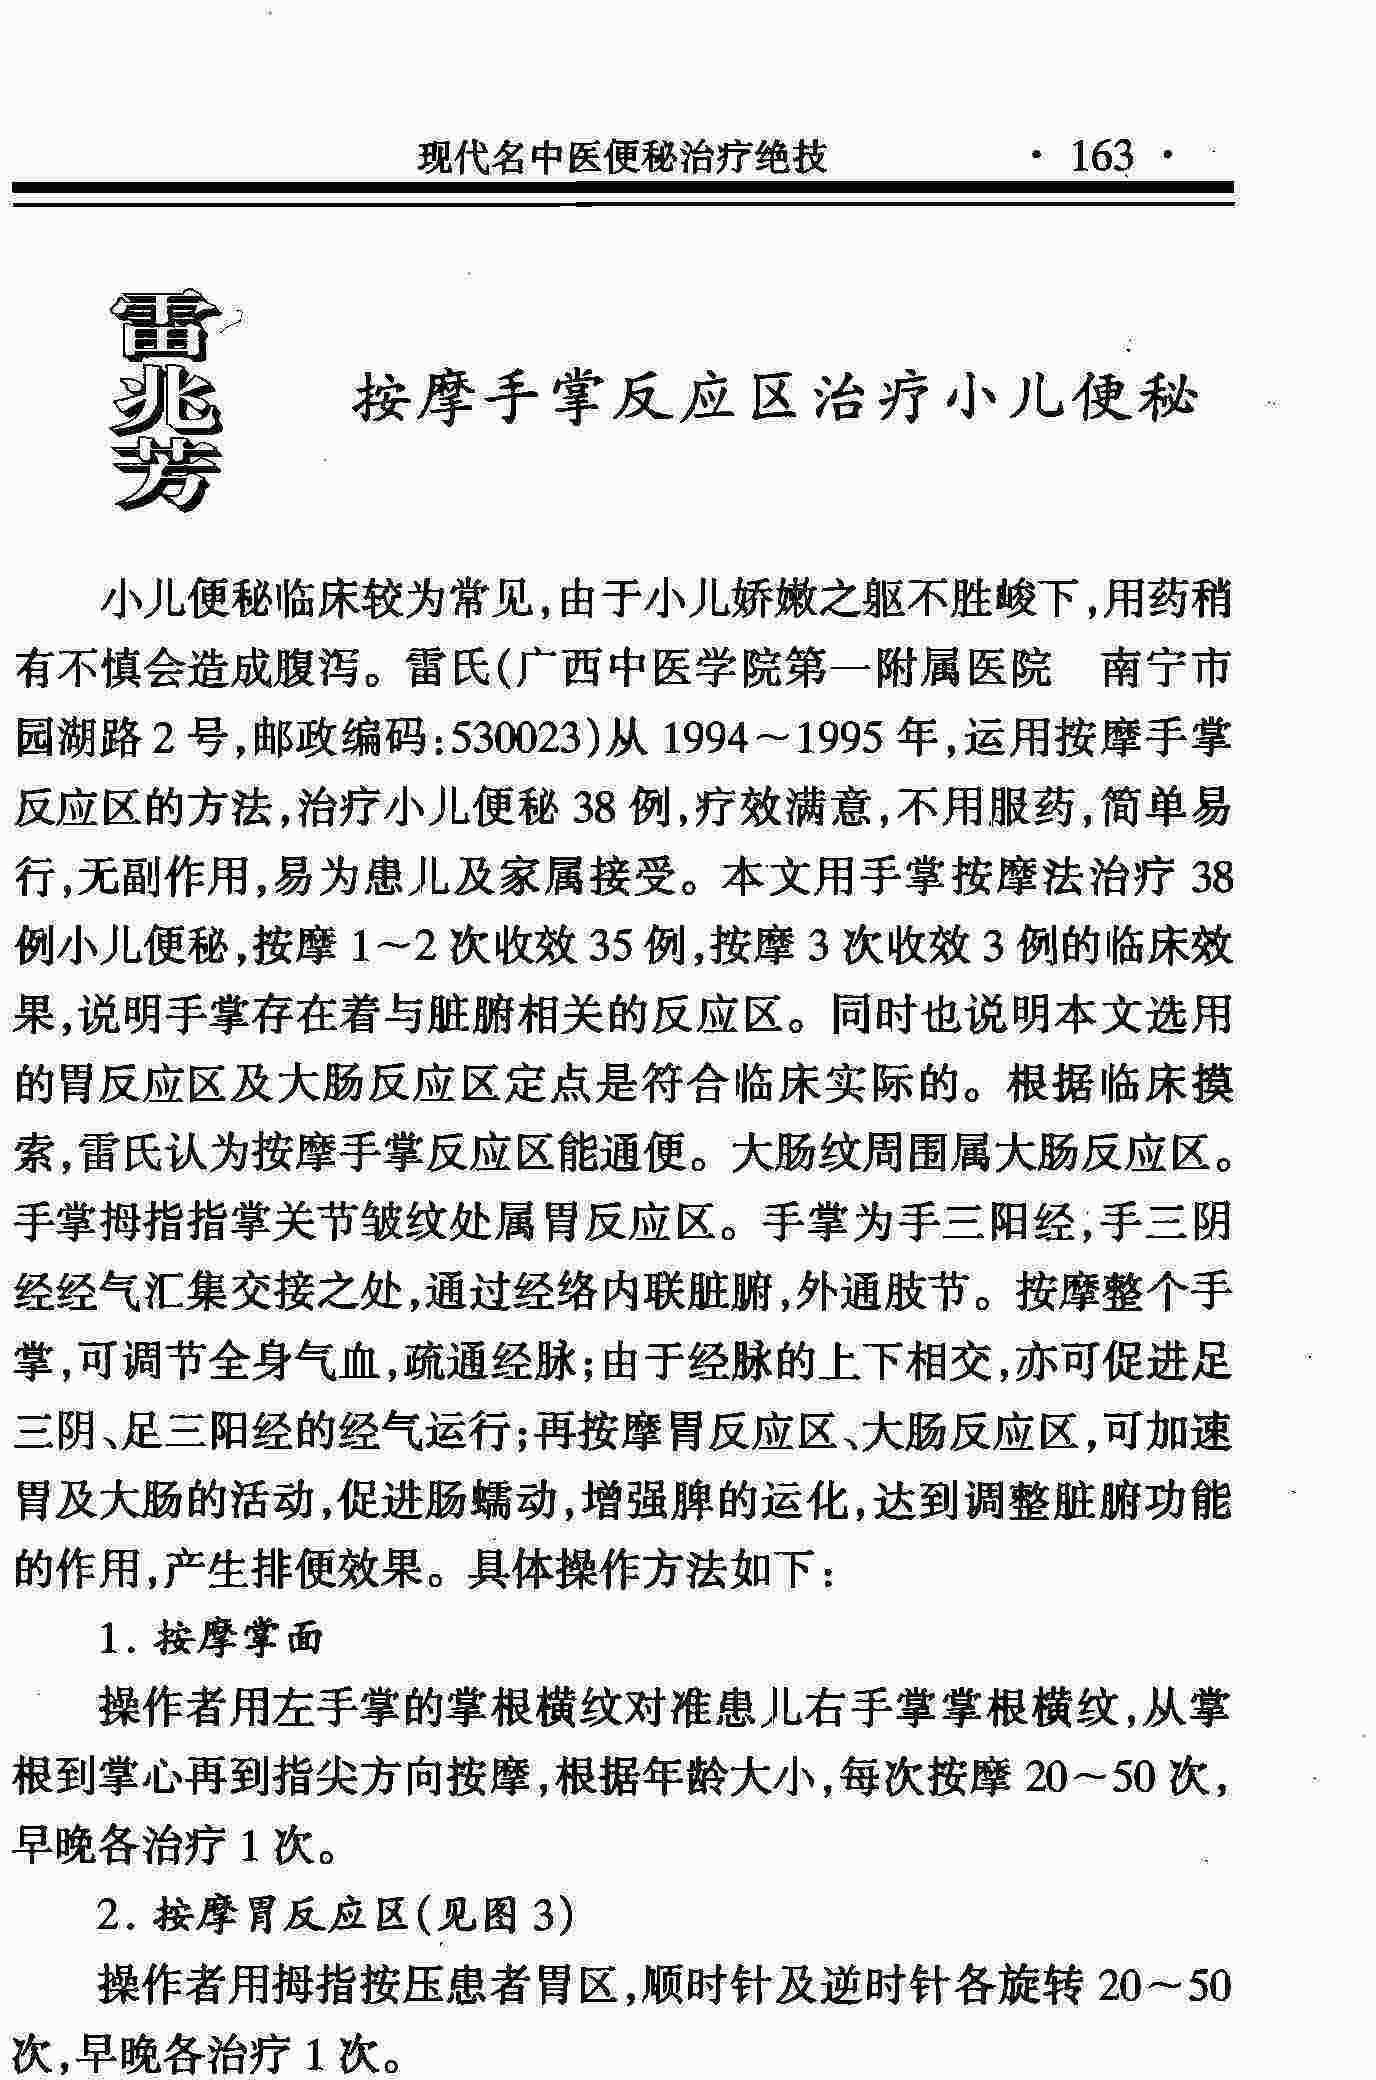 现代名中医便秘治疗绝技 · 163 ·
雷兆芳
按摩手掌反应区治疗小儿便秘
小儿便秘临床较为常见,由于小儿娇嫩之躯不胜峻下,用药稍
有不慎会造成腹泻。雷氏(广西中医学院第一附属医院 南宁市
园湖路2号,邮政编码:530023)从1994~1995年,运用按摩手掌
反应区的方法,治疗小儿便秘38例,疗效满意,不用服药,简单易
行,无副作用,易为患儿及家属接受。本文用手掌按摩法治疗38
例小儿便秘,按摩1~2次收效35例,按摩3次收效3例的临床效
果,说明手掌存在着与脏腑相关的反应区。同时也说明本文选用
的胃反应区及大肠反应区定点是符合临床实际的。根据临床摸
索,雷氏认为按摩手掌反应区能通便。大肠纹周围属大肠反应区。
手掌拇指指掌关节皱纹处属胃反应区。手掌为手三阳经,手三阴
经经气汇集交接之处,通过经络内联脏腑,外通肢节。按摩整个手
掌,可调节全身气血,疏通经脉;由于经脉的上下相交,亦可促进足
三阴、足三阳经的经气运行;再按摩胃反应区、大肠反应区,可加速
胃及大肠的活动,促进肠蠕动,增强脾的运化,达到调整脏腑功能
的作用,产生排便效果。具体操作方法如下:
1. 按摩掌面
操作者用左手掌的掌根横纹对准患儿右手掌掌根横纹,从掌
根到掌心再到指尖方向按摩,根据年龄大小,每次按摩20~50次,
早晚各治疗1次。
2. 按摩胃反应区(见图3)
操作者用拇指按压患者胃区,顺时针及逆时针各旋转20~50
次,早晚各治疗1次。